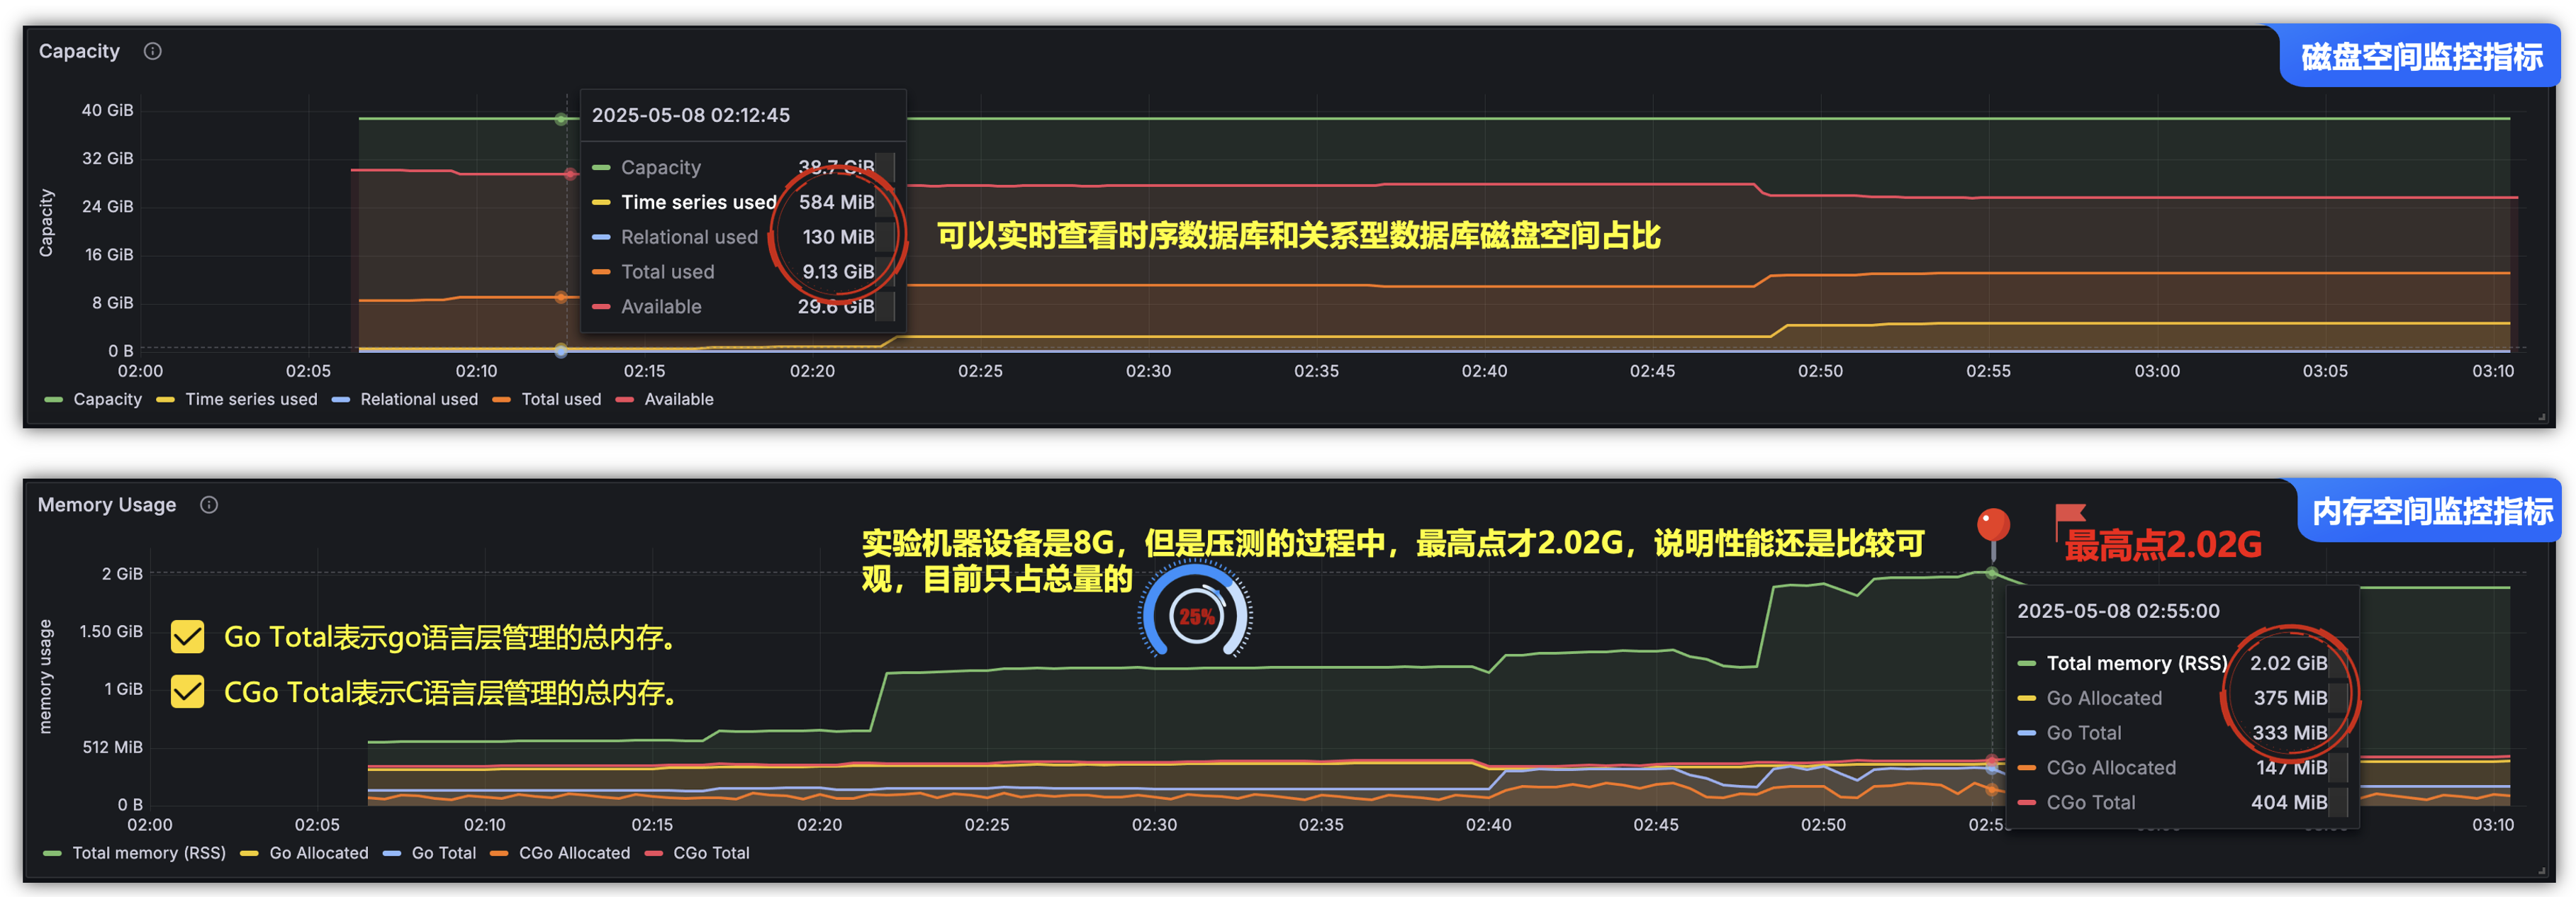 Capacity
磁盘空间监控指标
40 GiB
32 GiB
24 GiB
16 GiB
8 GiB
0 B
Capacity
2025-05-08 02:12:45
Capacity 38.7 GiB
Time series used 584 MiB
Relational used 130 MiB
Total used 9.13 GiB
Available 29.6 GiB
可以实时查看时序数据库和关系型数据库磁盘空间占比
02:00 02:05 02:10 02:15 02:20 02:25 02:30 02:35 02:40 02:45 02:50 02:55 03:00 03:05 03:10
Capacity Time series used Relational used Total used Available
Memory Usage
内存空间监控指标
实验机器设备是8G，但是压测的过程中，最高点才2.02G，说明性能还是比较可
观，目前只占总量的
25%
最高点2.02G
2 GiB
1.50 GiB
1 GiB
512 MiB
0 B
memory usage
Go Total表示go语言层管理的总内存。
CGo Total表示C语言层管理的总内存。
2025-05-08 02:55:00
Total memory (RSS) 2.02 GiB
Go Allocated 375 MiB
Go Total 333 MiB
CGo Allocated 147 MiB
CGo Total 404 MiB
02:00 02:05 02:10 02:15 02:20 02:25 02:30 02:35 02:40 02:45 02:50 03:10
Total memory (RSS) Go Allocated Go Total CGo Allocated CGo Total